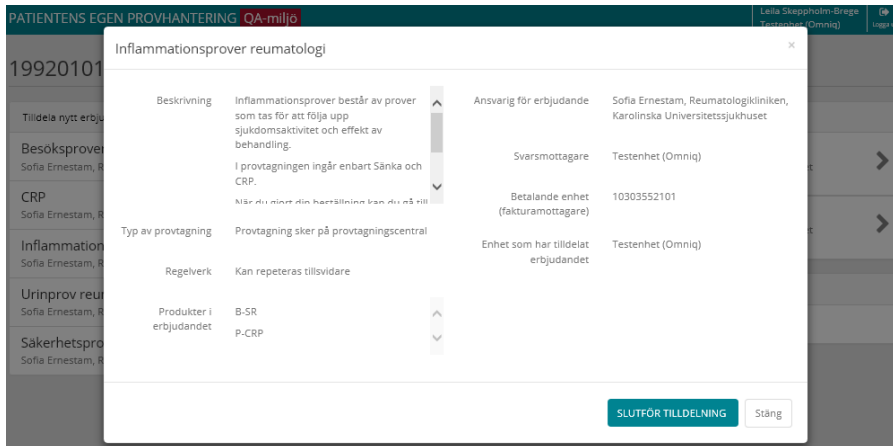 PATIENTENS EGEN PROVHANTERING QA-miljö
Leila Skeppholm-Brege
Testenhet (Omniq)
Logga
19920101
Tilldela nytt erbju
Besöksprover
Sofia Ernestam, R
CRP
Sofia Ernestam, R
Inflammation
Sofia Ernestam, R
Urinprov reu
Sofia Ernestam, R
Säkerhetspro
Sofia Ernestam, R
Inflammationsprover reumatologi
×
Beskrivning
Inflammationsprover består av prover
som tas för att följa upp
sjukdomsaktivitet och effekt av
behandling.
I provtagningen ingår enbart Sänka och
CRP.
När du gjort din beställning kan du gå till
Typ av provtagning
Provtagning sker på provtagningscentral
Regelverk
Kan repeteras tillsvidare
Produkter i
erbjudandet
B-SR
P-CRP
Ansvarig för erbjudande
Sofia Ernestam, Reumatologikliniken,
Karolinska Universitetssjukhuset
Svarsmottagare
Testenhet (Omniq)
Betalande enhet
(fakturamottagare)
10303552101
Enhet som har tilldelat
erbjudandet
Testenhet (Omniq)
SLUTFÖR TILLDELNING
Stäng